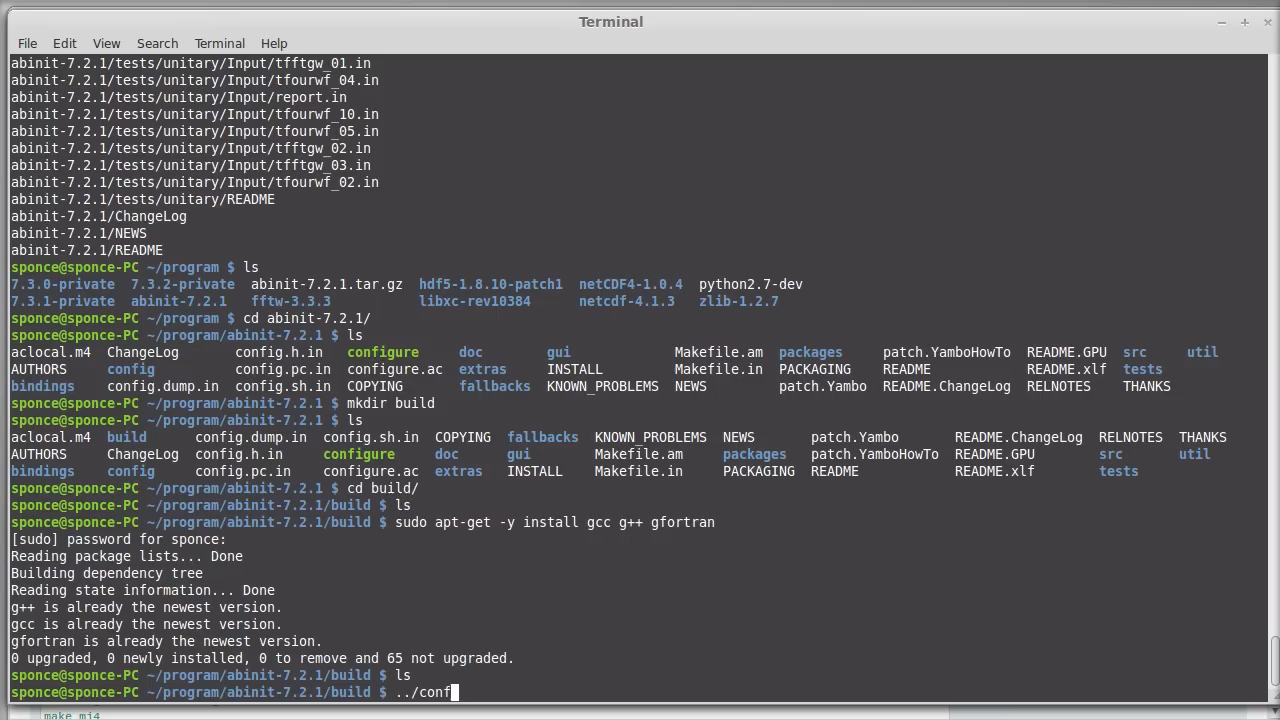 Terminal
File Edit View Search Terminal Help
abinit-7.2.1/tests/unitary/Input/tfftgw_01.in
abinit-7.2.1/tests/unitary/Input/tfourwf_04.in
abinit-7.2.1/tests/unitary/Input/report.in
abinit-7.2.1/tests/unitary/Input/tfourwf_10.in
abinit-7.2.1/tests/unitary/Input/tfourwf_05.in
abinit-7.2.1/tests/unitary/Input/tfftgw_02.in
abinit-7.2.1/tests/unitary/Input/tfftgw_03.in
abinit-7.2.1/tests/unitary/Input/tfourwf_02.in
abinit-7.2.1/tests/unitary/README
abinit-7.2.1/ChangeLog
abinit-7.2.1/NEWS
abinit-7.2.1/README
sponce@sponce-PC ~/program $ ls
7.3.0-private 7.3.2-private abinit-7.2.1.tar.gz hdf5-1.8.10-patch1 netCDF4-1.0.4 python2.7-dev
7.3.1-private abinit-7.2.1 fftw-3.3.3 libxc-rev10384 netcdf-4.1.3 zlib-1.2.7
sponce@sponce-PC ~/program $ cd abinit-7.2.1/
sponce@sponce-PC ~/program/abinit-7.2.1 $ ls
aclocal.m4 ChangeLog config.h.in configure doc gui Makefile.am packages patch.YamboHowTo README.GPU src util
AUTHORS config config.pc.in configure.ac extras INSTALL Makefile.in PACKAGING README README.xlf tests
bindings config.dump.in config.sh.in COPYING fallbacks KNOWN_PROBLEMS NEWS patch.Yambo README.ChangeLog RELNOTES THANKS
sponce@sponce-PC ~/program/abinit-7.2.1 $ mkdir build
sponce@sponce-PC ~/program/abinit-7.2.1 $ ls
aclocal.m4 build config.dump.in config.sh.in COPYING fallbacks KNOWN_PROBLEMS NEWS patch.Yambo README.ChangeLog RELNOTES THANKS
AUTHORS ChangeLog config.h.in configure doc gui Makefile.am packages patch.YamboHowTo README.GPU src util
bindings config config.pc.in configure.ac extras INSTALL Makefile.in PACKAGING README README.xlf tests
sponce@sponce-PC ~/program/abinit-7.2.1 $ cd build/
sponce@sponce-PC ~/program/abinit-7.2.1/build $ ls
sponce@sponce-PC ~/program/abinit-7.2.1/build $ sudo apt-get -y install gcc g++ gfortran
[sudo] password for sponce:
Reading package lists... Done
Building dependency tree
Reading state information... Done
g++ is already the newest version.
gcc is already the newest version.
gfortran is already the newest version.
0 upgraded, 0 newly installed, 0 to remove and 65 not upgraded.
sponce@sponce-PC ~/program/abinit-7.2.1/build $ ls
sponce@sponce-PC ~/program/abinit-7.2.1/build $ ../conf
make mj4